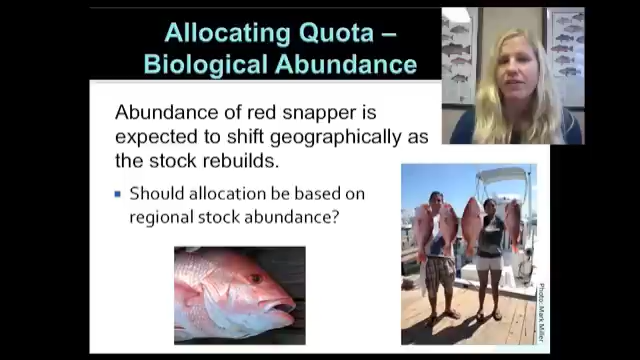 Allocating Quota –
Biological Abundance
Abundance of red snapper is
expected to shift geographically as
the stock rebuilds.
Should allocation be based on
regional stock abundance?
Photo: Mark Miller